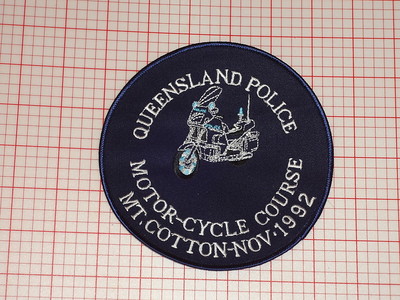 QUEENSLAND POLICE
MOTOR-CYCLE COURSE
MT. COTTON-NOV-1992